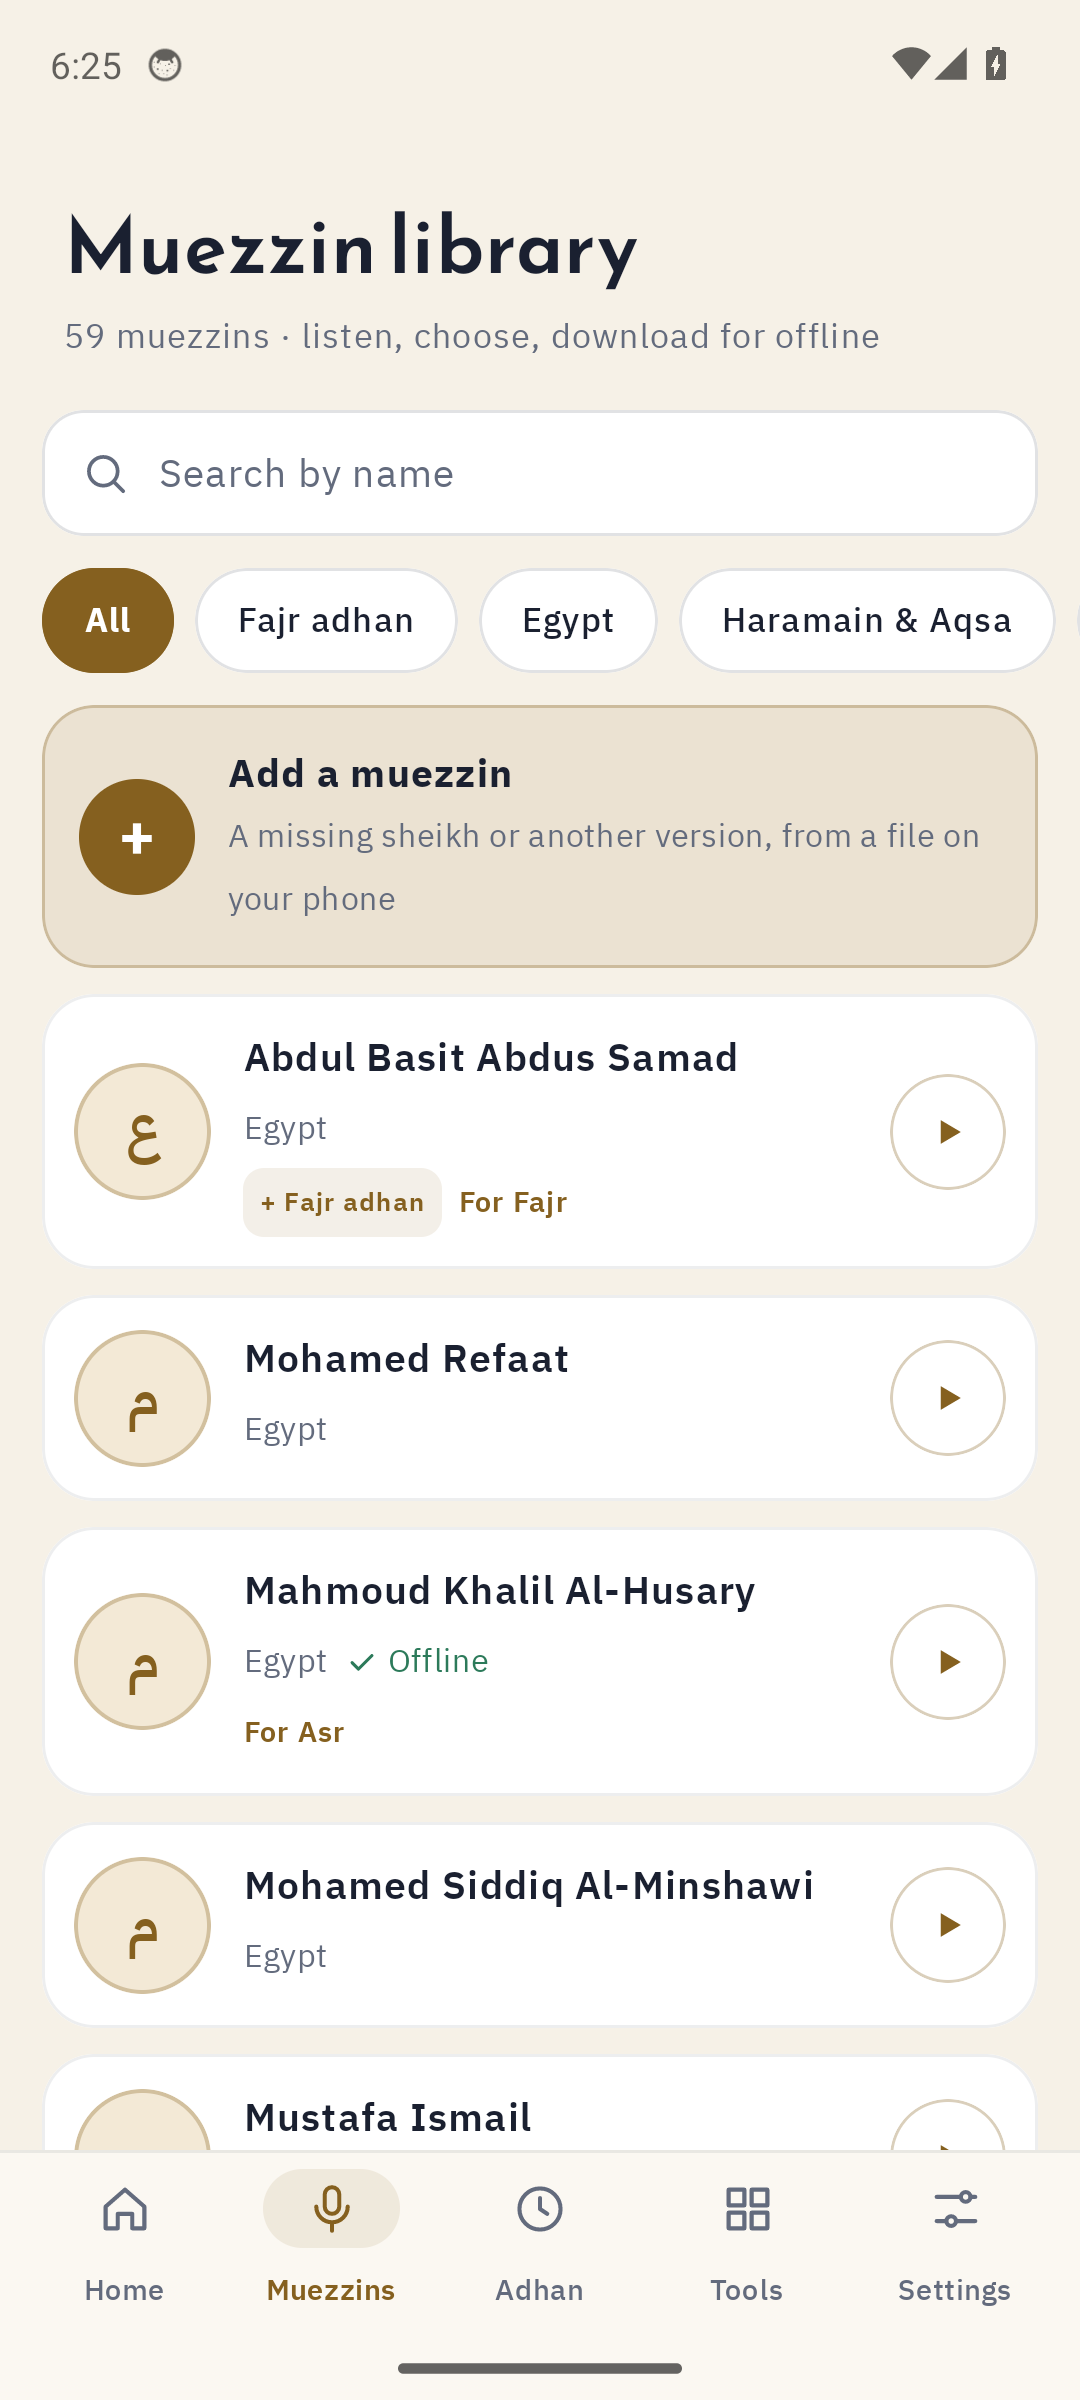 6:25
Muezzin library
59 muezzins · listen, choose, download for offline
Search by name
All
Fajr adhan
Egypt
Haramain & Aqsa
+
Add a muezzin
A missing sheikh or another version, from a file on
your phone
ع
Abdul Basit Abdus Samad
Egypt
+ Fajr adhan
For Fajr
م
Mohamed Refaat
Egypt
م
Mahmoud Khalil Al-Husary
Egypt ✓ Offline
For Asr
م
Mohamed Siddiq Al-Minshawi
Egypt
Mustafa Ismail
Home
Muezzins
Adhan
Tools
Settings